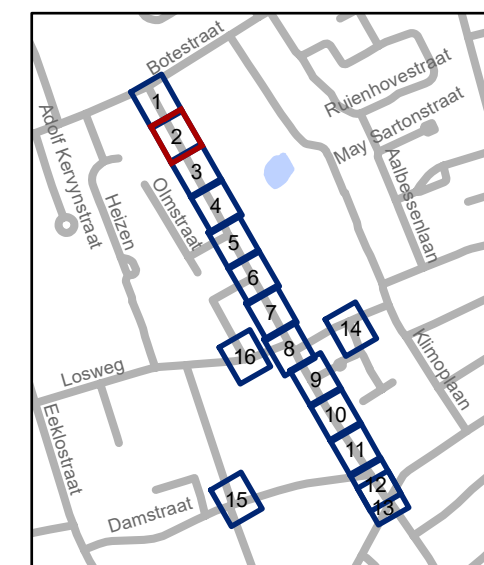 Botestraat
Ruienhovestraat
May Sartonstraat
Aalbessenlaan
Adolf Kervynstraat
Heizen
Olmstraat
1
2
3
4
5
6
7
8
9
10
11
12
13
14
16
15
Klimoplaan
Losweg
Eeklostraat
Damstraat